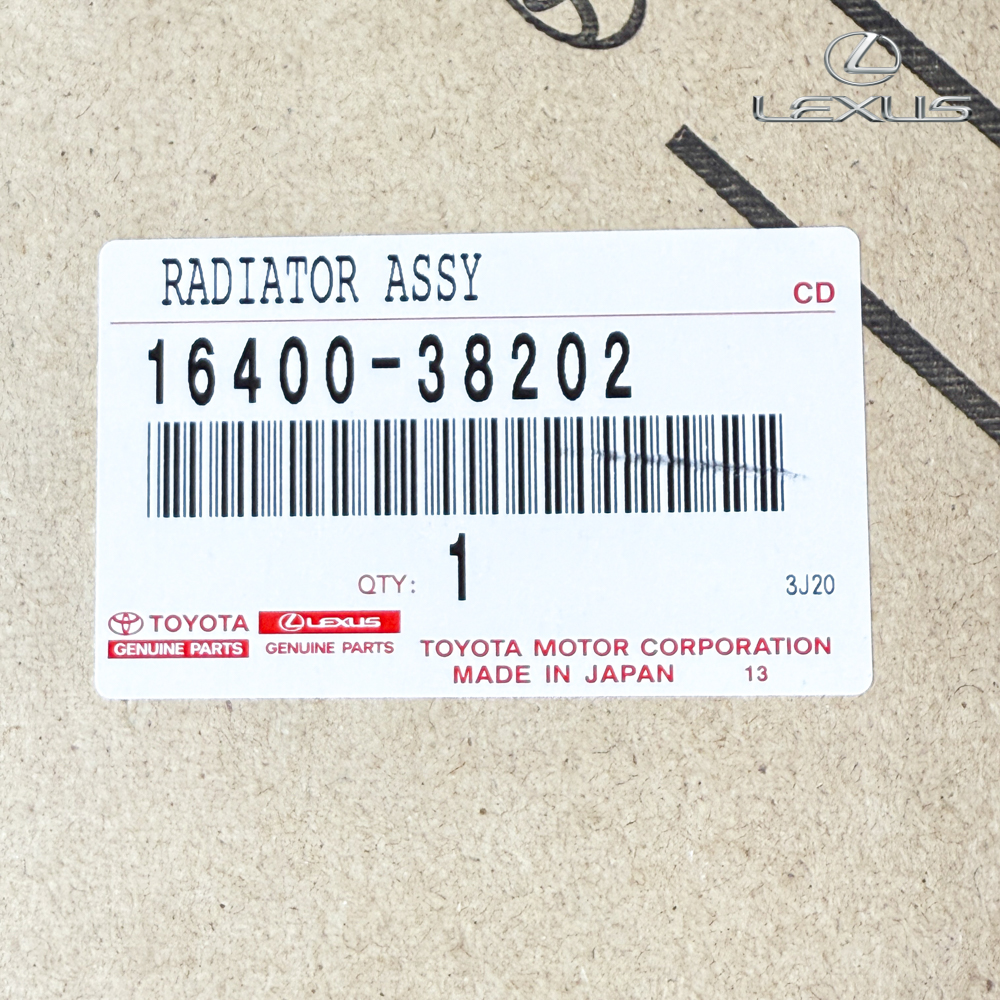 LEXUS
RADIATOR ASSY
CD
16400-38202
1
QTY:
3J20
TOYOTA LEXUS
GENUINE PARTS GENUINE PARTS
TOYOTA MOTOR CORPORATION
MADE IN JAPAN 13